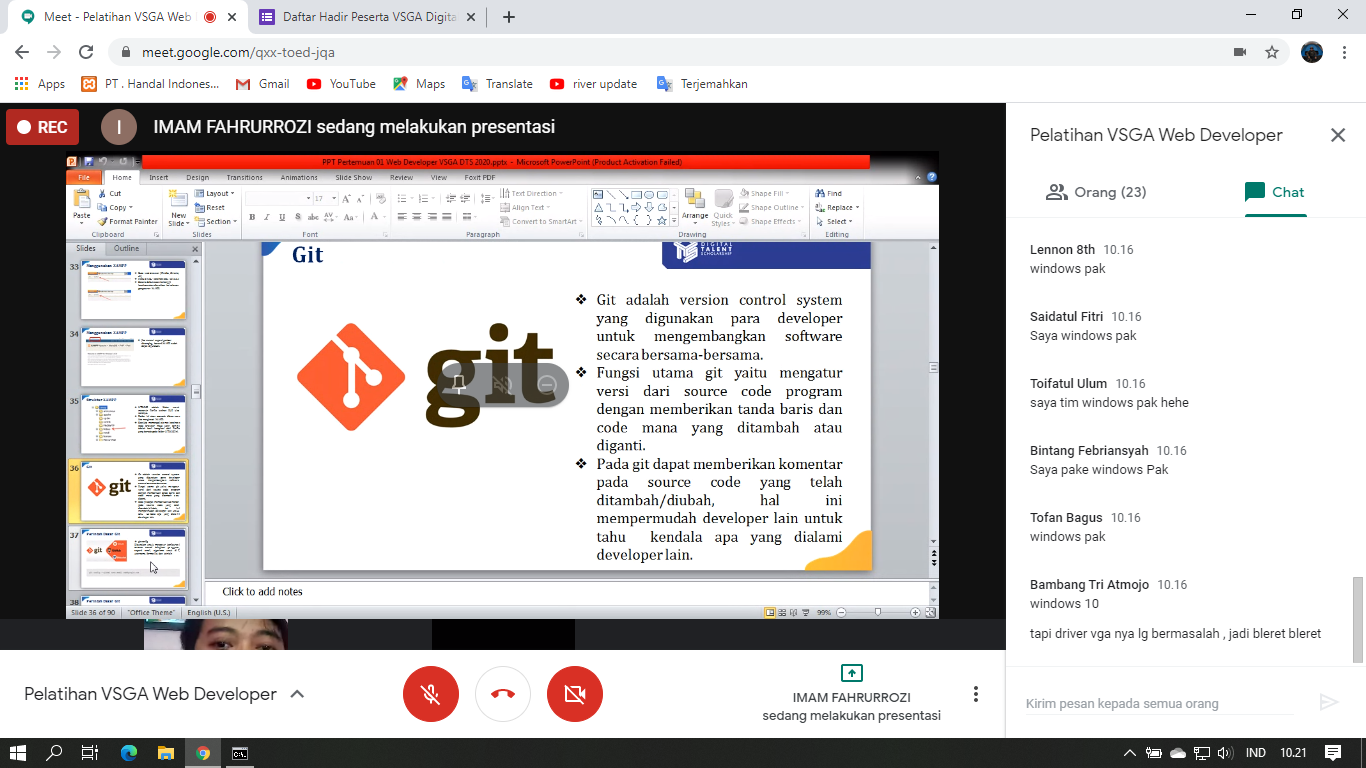 Meet - Pelatihan VSGA Web
Daftar Hadir Peserta VSGA Digita
meet.google.com/qxx-toed-jqa
Apps
PT . Handal Indones...
Gmail
YouTube
Maps
Translate
river update
Terjemahkan
REC
I
IMAM FAHRURROZI sedang melakukan presentasi
PPT Pertemuan 01 Web Developer VSGA DTS 2020.pptx - Microsoft PowerPoint (Product Activation Failed)
File Home Insert Design Transitions Animations Slide Show Review View Foxit PDF
Paste
Cut
Copy
Format Painter
Clipboard
New Slide
Layout
Reset
Section
Slides
17
Font
Text Direction
Align Text
Convert to SmartArt
Paragraph
Arrange
Quick Styles
Shape Fill
Shape Outline
Shape Effects
Drawing
Find
Replace
Select
Editing
Slides Outline
33
34
35
36
37
38
Git
DIGITAL
TALENT
SCHOLARSHIP
git
Git adalah version control system
yang digunakan para developer
untuk mengembangkan software
secara bersama-bersama.
Fungsi utama git yaitu mengatur
versi dari source code program
dengan memberikan tanda baris dan
code mana yang ditambah atau
diganti.
Pada git dapat memberikan komentar
pada source code yang telah
ditambah/diubah, hal ini
mempermudah developer lain untuk
tahu kendala apa yang dialami
developer lain.
Click to add notes
Slide 36 of 90 "Office Theme" English (U.S.)
99%
Pelatihan VSGA Web Developer
Orang (23)
Chat
Lennon 8th 10.16
windows pak
Saidatul Fitri 10.16
Saya windows pak
Toifatul Ulum 10.16
saya tim windows pak hehe
Bintang Febriansyah 10.16
Saya pake windows Pak
Tofan Bagus 10.16
windows pak
Bambang Tri Atmojo 10.16
windows 10
tapi driver vga nya lg bermasalah , jadi bleret bleret
Kirim pesan kepada semua orang
Pelatihan VSGA Web Developer
IMAM FAHRURROZI
sedang melakukan presentasi
IND 10.21